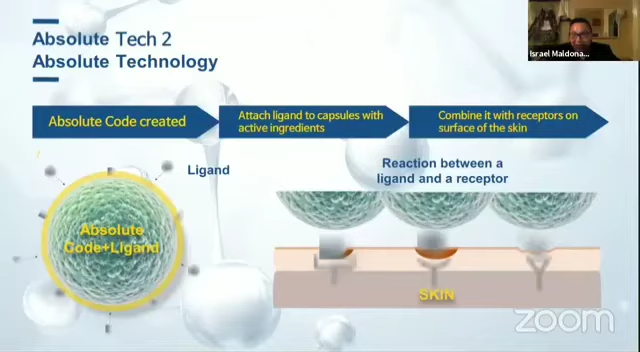 Absolute Tech 2
Absolute Technology
Israel Maldona...
Absolute Code created
Attach ligand to capsules with
active ingredients
Combine it with receptors on
surface of the skin
Ligand
Reaction between a
ligand and a receptor
Absolute
Code+Ligand
SKIN
zoom